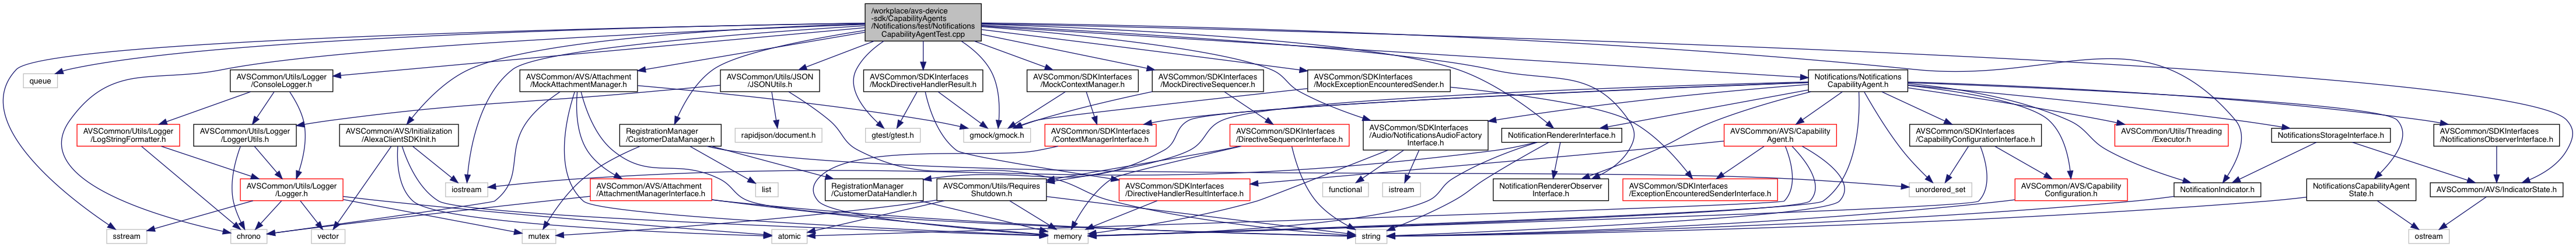 /workplace/avs-device
-sdk/CapabilityAgents
/Notifications/test/Notifications
CapabilityAgentTest.cpp
queue
AVSCommon/Utils/Logger
/ConsoleLogger.h
AVSCommon/AVS/Attachment
/MockAttachmentManager.h
AVSCommon/Utils/JSON
/JSONUtils.h
AVSCommon/SDKInterfaces
/MockDirectiveHandlerResult.h
AVSCommon/SDKInterfaces
/MockContextManager.h
AVSCommon/SDKInterfaces
/MockDirectiveSequencer.h
AVSCommon/SDKInterfaces
/MockExceptionEncounteredSender.h
Notifications/Notifications
CapabilityAgent.h
AVSCommon/Utils/Logger
/LogStringFormatter.h
AVSCommon/Utils/Logger
/LoggerUtils.h
AVSCommon/AVS/Initialization
/AlexaClientSDKInit.h
RegistrationManager
/CustomerDataManager.h
rapidjson/document.h
gtest/gtest.h
gmock/gmock.h
AVSCommon/SDKInterfaces
/ContextManagerInterface.h
AVSCommon/SDKInterfaces
/DirectiveSequencerInterface.h
AVSCommon/SDKInterfaces
/Audio/NotificationsAudioFactory
Interface.h
NotificationRendererInterface.h
AVSCommon/AVS/Capability
Agent.h
AVSCommon/SDKInterfaces
/CapabilityConfigurationInterface.h
AVSCommon/Utils/Threading
/Executor.h
NotificationsStorageInterface.h
AVSCommon/SDKInterfaces
/NotificationsObserverInterface.h
AVSCommon/Utils/Logger
/Logger.h
iostream
AVSCommon/AVS/Attachment
/AttachmentManagerInterface.h
list
RegistrationManager
/CustomerDataHandler.h
AVSCommon/Utils/Requires
Shutdown.h
AVSCommon/SDKInterfaces
/DirectiveHandlerResultInterface.h
functional
istream
NotificationRendererObserver
Interface.h
AVSCommon/SDKInterfaces
/ExceptionEncounteredSenderInterface.h
unordered_set
AVSCommon/AVS/Capability
Configuration.h
NotificationIndicator.h
NotificationsCapabilityAgent
State.h
AVSCommon/AVS/IndicatorState.h
sstream
chrono
vector
mutex
atomic
memory
string
ostream